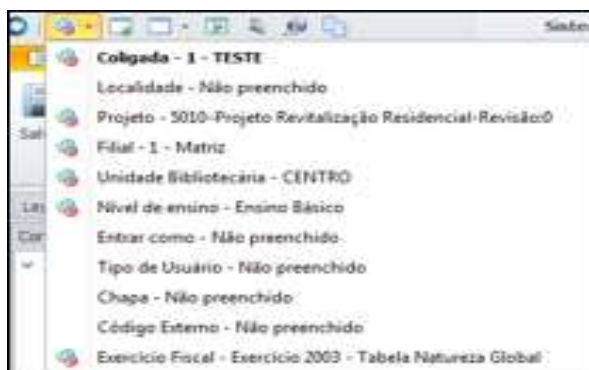 Sister
Coligada - 1 - TESTE
Localidade - Não preenchido
Projeto - 5010-Projeto Revitalização Residencial-Revisão:0
Filial - 1 - Matriz
Unidade Bibliotecária - CENTRO
Nível de ensino - Ensino Básico
Entrar como - Não preenchido
Tipo de Usuário - Não preenchido
Chapa - Não preenchido
Código Externo - Não preenchido
Exercício Fiscal - Exercício 2003 - Tabela Natureza Global